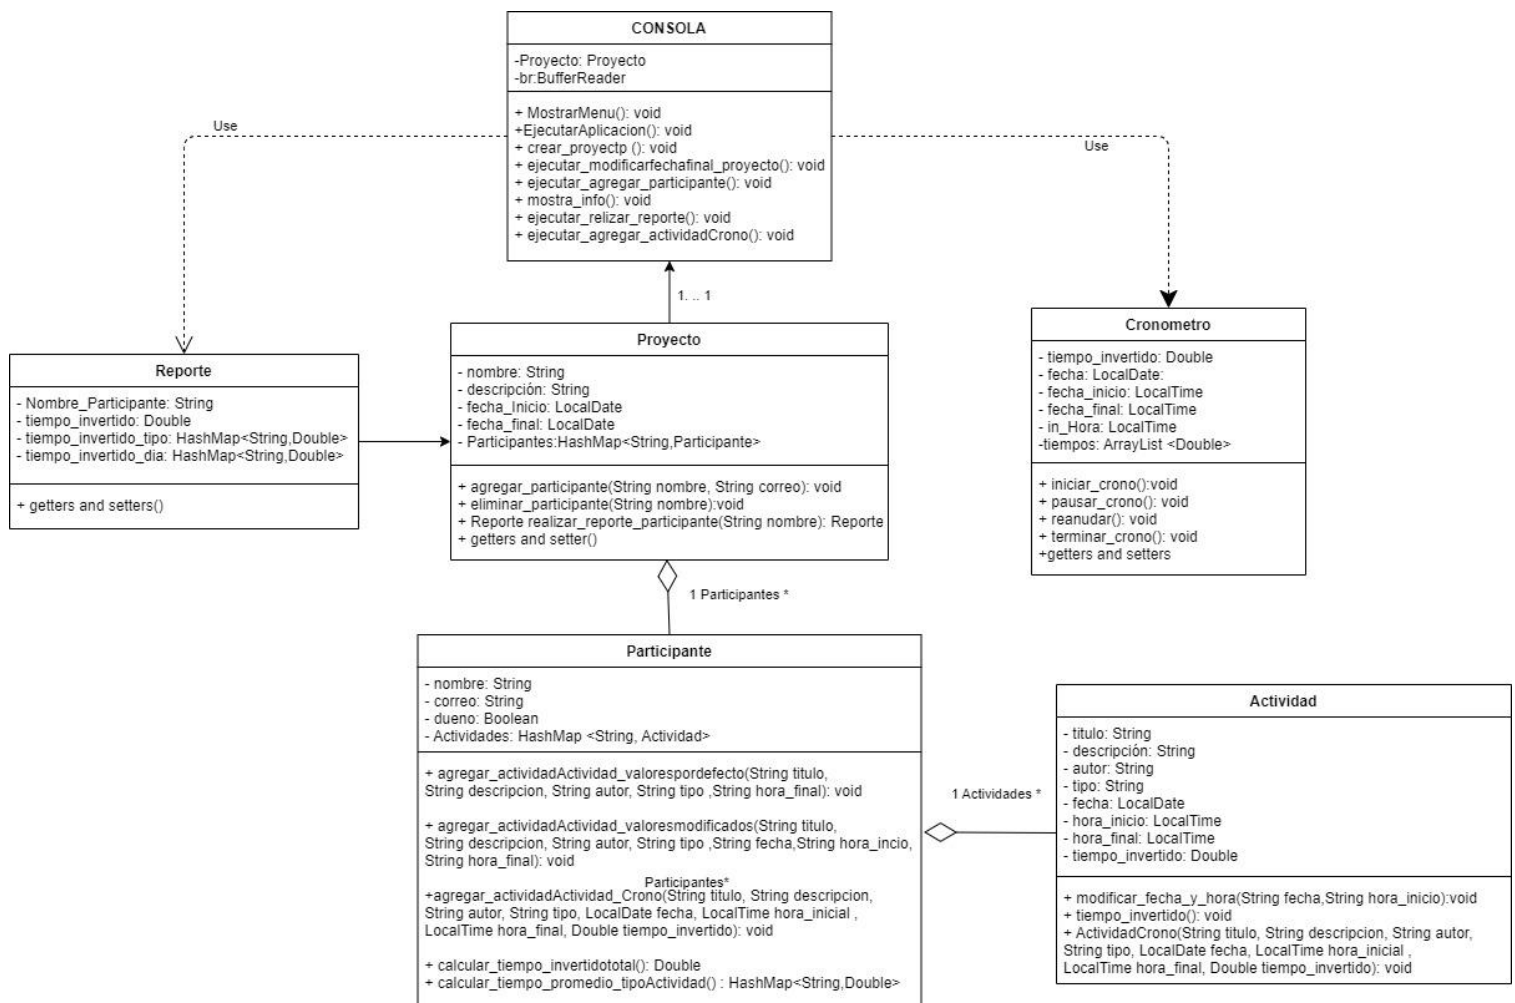 CONSOLA
-Proyecto: Proyecto
-br:BufferReader
+ MostrarMenu(): void
+EjecutarAplicacion(): void
+ crear_proyectp (): void
+ ejecutar_modificarfechafinal_proyecto(): void
+ ejecutar_agregar_participante(): void
+ mostra_info(): void
+ ejecutar_relizar_reporte(): void
+ ejecutar_agregar_actividadCrono(): void
Use
Use
1. .. 1
Reporte
- Nombre_Participante: String
- tiempo_invertido: Double
- tiempo_invertido_tipo: HashMap<String,Double>
- tiempo_invertido_dia: HashMap<String,Double>
+ getters and setters()
Proyecto
- nombre: String
- descripción: String
- fecha_Inicio: LocalDate
- fecha_final: LocalDate
- Participantes:HashMap<String,Participante>
+ agregar_participante(String nombre, String correo): void
+ eliminar_participante(String nombre):void
+ Reporte realizar_reporte_participante(String nombre): Reporte
+ getters and setter()
Cronometro
- tiempo_invertido: Double
- fecha: LocalDate:
- fecha_inicio: LocalTime
- fecha_final: LocalTime
- in_Hora: LocalTime
-tiempos: ArrayList <Double>
+ iniciar_crono():void
+ pausar_crono(): void
+ reanudar(): void
+ terminar_crono(): void
+getters and setters
1 Participantes *
Participante
- nombre: String
- correo: String
- dueno: Boolean
- Actividades: HashMap <String, Actividad>
+ agregar_actividadActividad_valorespordefecto(String titulo,
String descripcion, String autor, String tipo ,String hora_final): void
+ agregar_actividadActividad_valoresmodificados(String titulo,
String descripcion, String autor, String tipo ,String fecha,String hora_incio,
String hora_final): void
Participantes*
+agregar_actividadActividad_Crono(String titulo, String descripcion,
String autor, String tipo, LocalDate fecha, LocalTime hora_inicial ,
LocalTime hora_final, Double tiempo_invertido): void
+ calcular_tiempo_invertidototal(): Double
+ calcular_tiempo_promedio_tipoActividad() : HashMap<String,Double>
1 Actividades *
Actividad
- titulo: String
- descripción: String
- autor: String
- tipo: String
- fecha: LocalDate
- hora_inicio: LocalTime
- hora_final: LocalTime
- tiempo_invertido: Double
+ modificar_fecha_y_hora(String fecha,String hora_inicio):void
+ tiempo_invertido(): void
+ ActividadCrono(String titulo, String descripcion, String autor,
String tipo, LocalDate fecha, LocalTime hora_inicial ,
LocalTime hora_final, Double tiempo_invertido): void